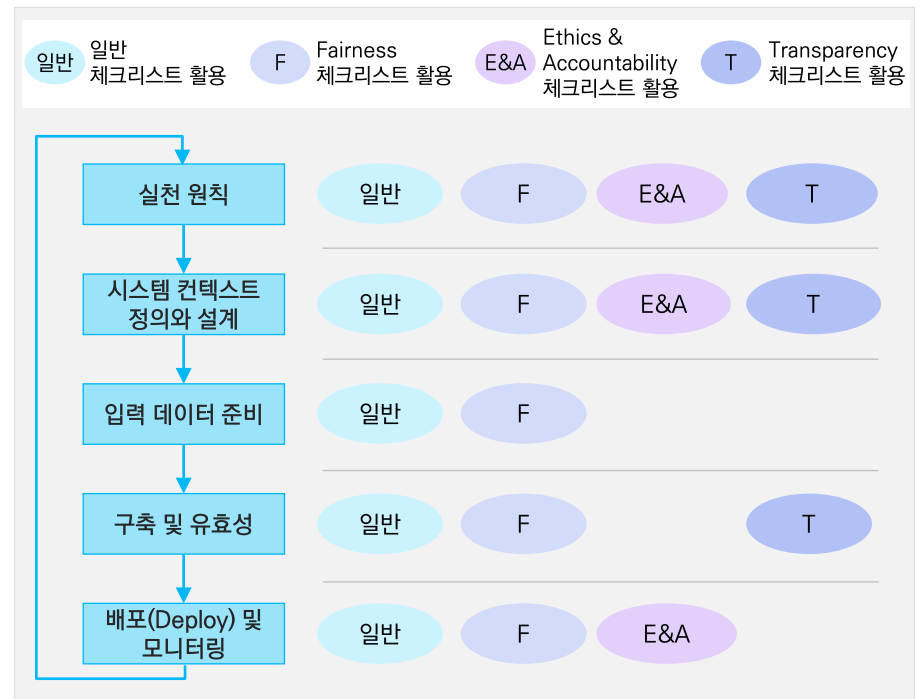 일반
일반
체크리스트 활용
F
Fairness
체크리스트 활용
E&A
Ethics &
Accountability
체크리스트 활용
T
Transparency
체크리스트 활용
실천 원칙
일반
F
E&A
T
시스템 컨텍스트
정의와 설계
일반
F
E&A
T
입력 데이터 준비
일반
F
구축 및 유효성
일반
F
T
배포(Deploy) 및
모니터링
일반
F
E&A